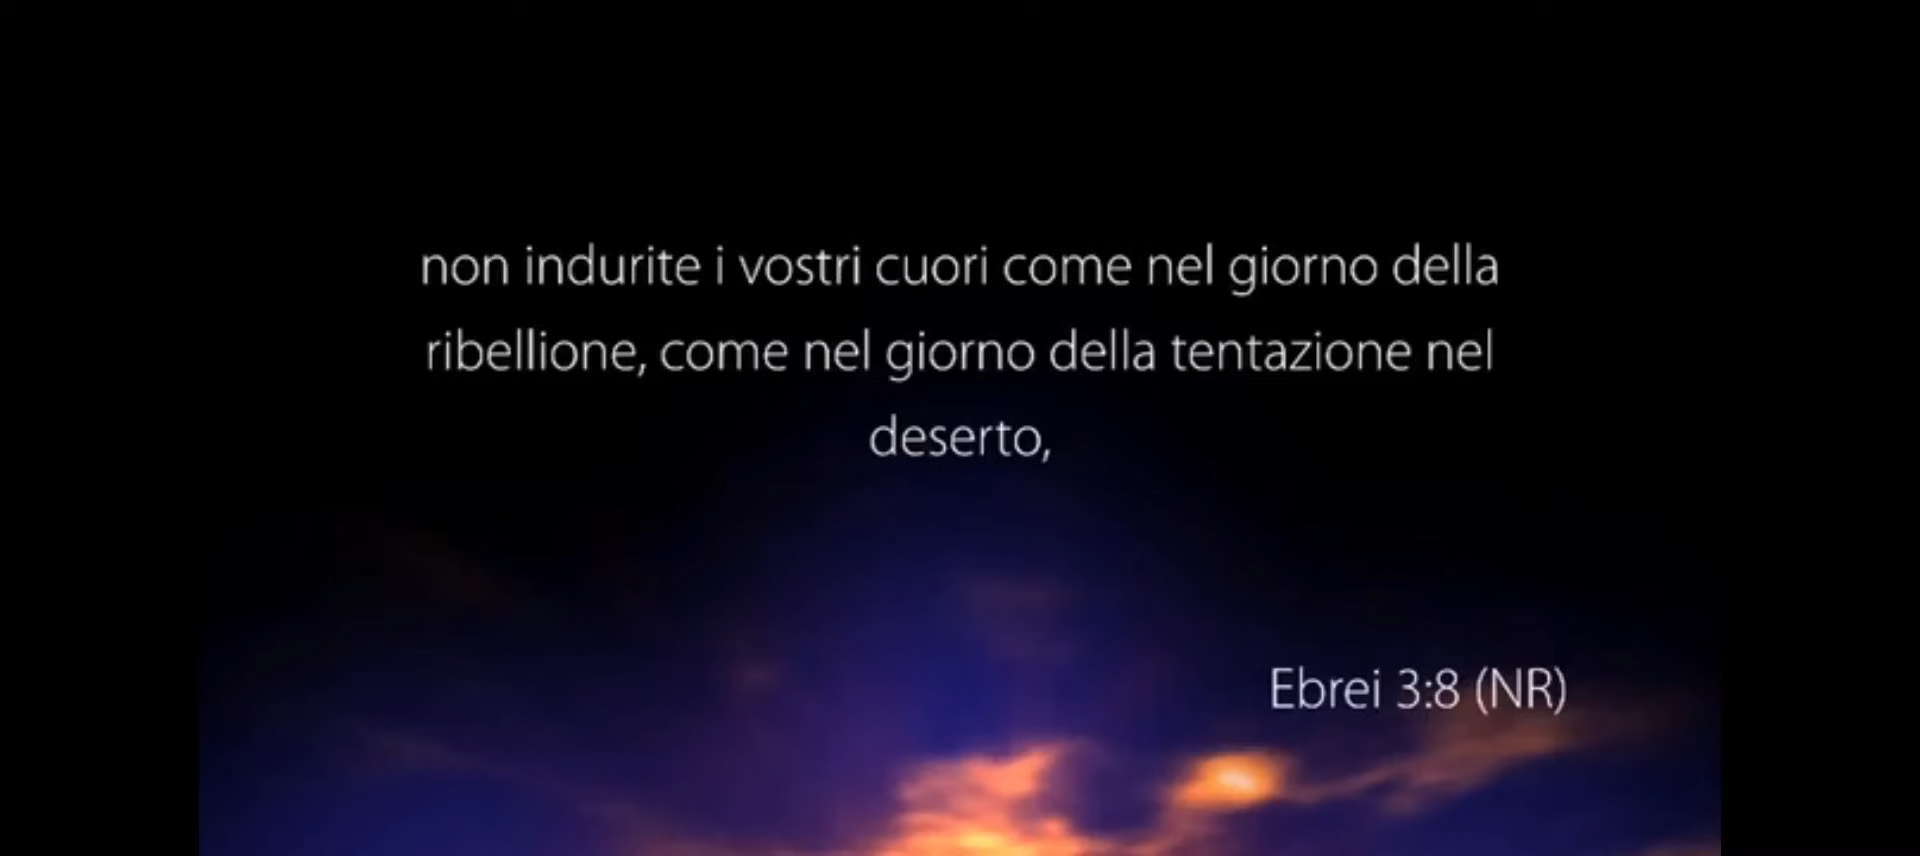 non indurite i vostri cuori come nel giorno della
ribellione, come nel giorno della tentazione nel
deserto,
Ebrei 3:8 (NR)